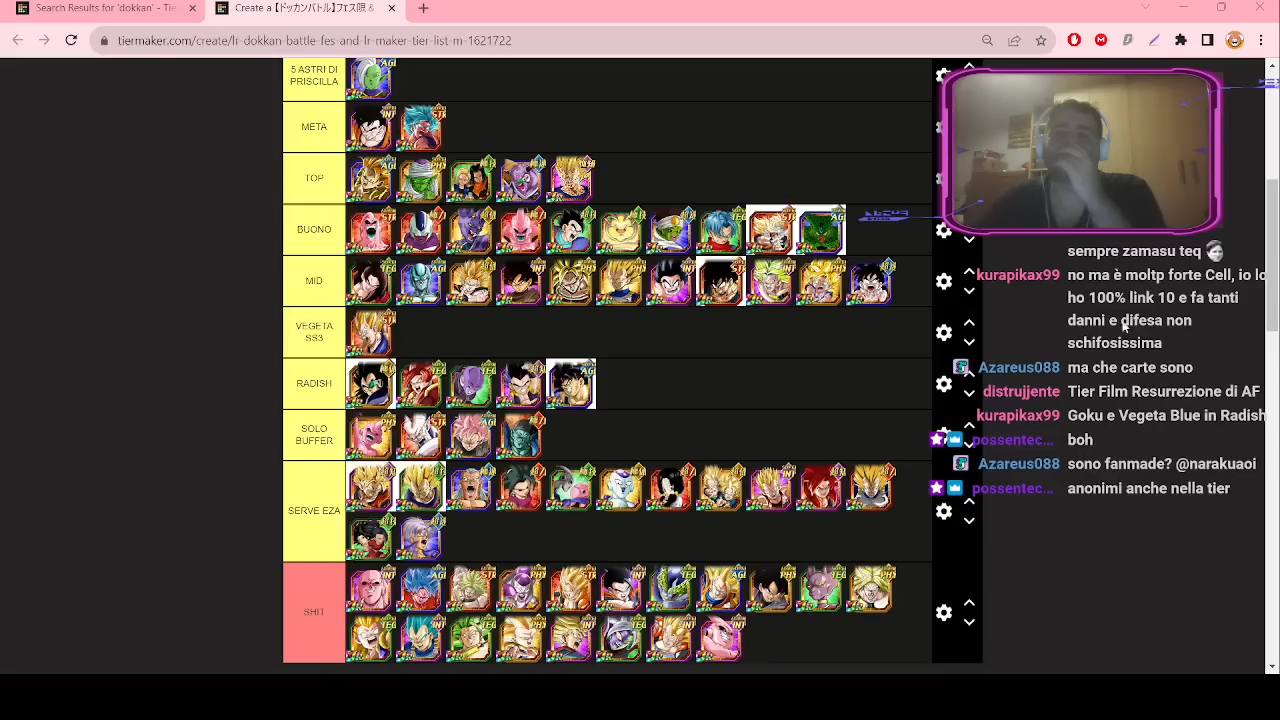 Search Results for 'dokkan' - Tie
Create a 【ドッカンバトル】フェス限 &
tiermaker.com/create/lr-dokkan-battle-fes-and-lr-maker-tier-list-m-1621722
5 ASTRI DI
PRISCILLA
META
TOP
BUONO
MID
VEGETA
SS3
RADISH
SOLO
BUFFER
SERVE EZA
SHIT
sempre zamasu teq
kurapikax99 no ma è moltp forte Cell, io lo
ho 100% link 10 e fa tanti
danni e difesa non
schifosissima
Azareus088 ma che carte sono
distrujjente Tier Film Resurrezione di AF
kurapikax99 Goku e Vegeta Blue in Radish
possentec... boh
Azareus088 sono fanmade? @narakuaoi
possentec... anonimi anche nella tier